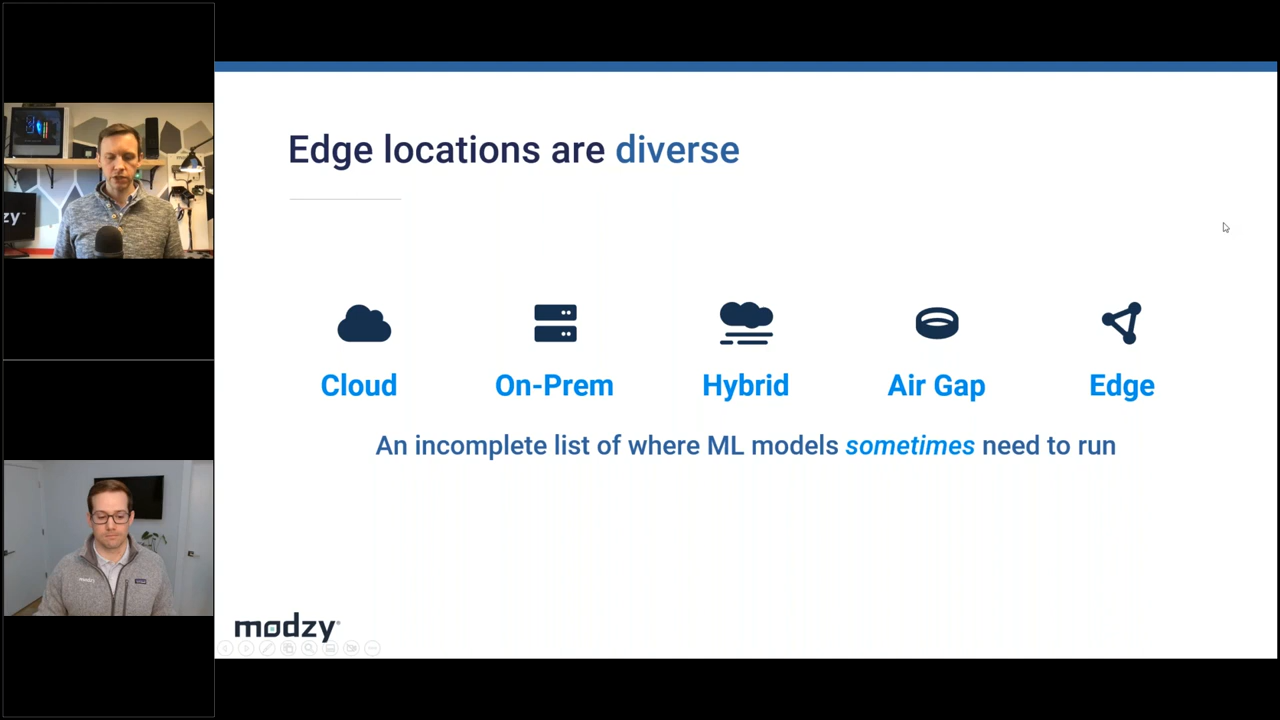 Edge locations are diverse
Cloud
On-Prem
Hybrid
Air Gap
Edge
An incomplete list of where ML models sometimes need to run
modzy
zy